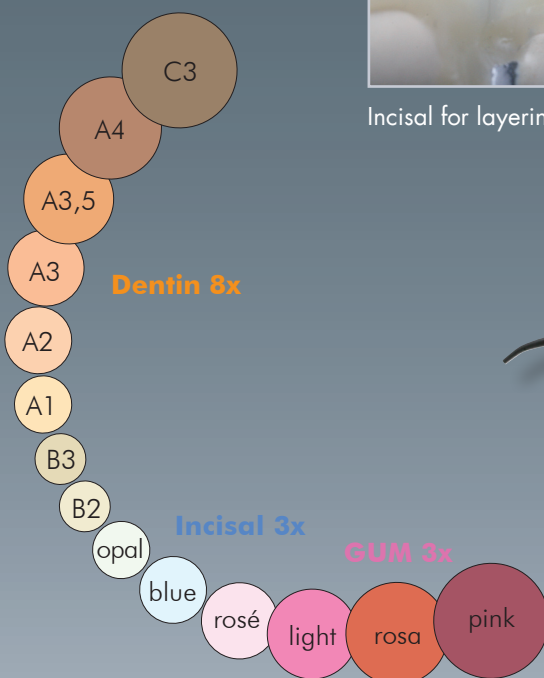 C3
Incisal for layerin
A4
A3,5
A3
Dentin 8x
A2
A1
B3
B2
Incisal 3x
opal
GUM 3x
blue
rosé
light
rosa
pink